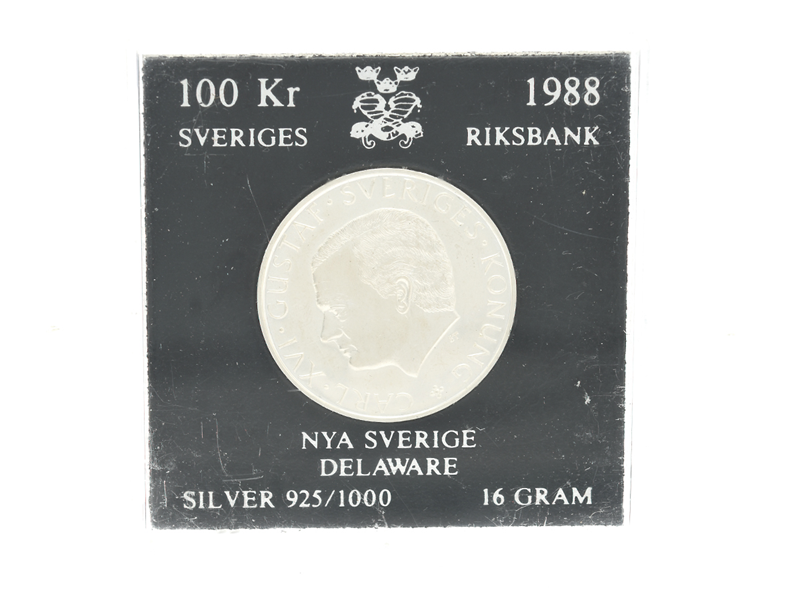 100 Kr 1988
SVERIGES RIKSBANK
CARL XVI · GUSTAF · SVERIGES · KONUNG
NYA SVERIGE
DELAWARE
SILVER 925/1000 16 GRAM